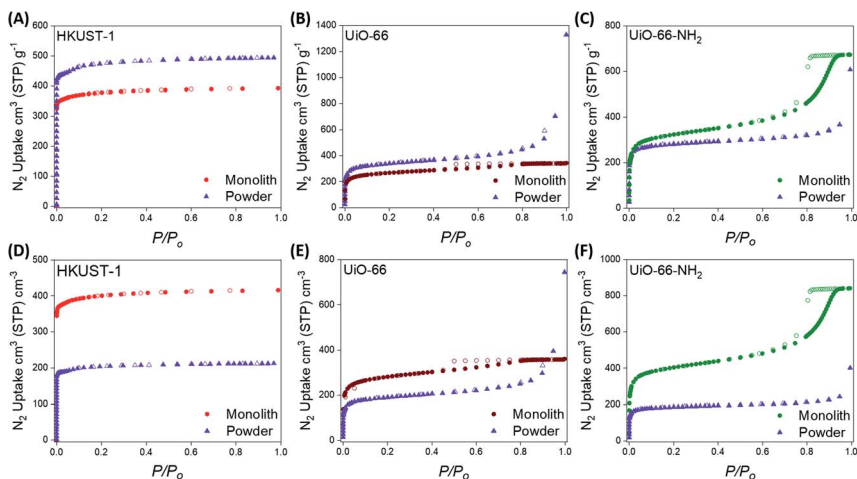 (A)
HKUST-1
N₂ Uptake cm³ (STP) g⁻¹
600
500
400
300
200
100
0
0.0 0.2 0.4 0.6 0.8 1.0
P/Pₒ
Monolith
Powder
(B)
UiO-66
N₂ Uptake cm³ (STP) g⁻¹
1400
1200
1000
800
600
400
200
0
0.0 0.2 0.4 0.6 0.8 1.0
P/Pₒ
Monolith
Powder
(C)
UiO-66-NH₂
N₂ Uptake cm³ (STP) g⁻¹
800
600
400
200
0
0.0 0.2 0.4 0.6 0.8 1.0
P/Pₒ
Monolith
Powder
(D)
HKUST-1
N₂ Uptake cm³ (STP) cm⁻³
500
400
300
200
100
0
0.0 0.2 0.4 0.6 0.8 1.0
P/Pₒ
Monolith
Powder
(E)
UiO-66
N₂ Uptake cm³ (STP) cm⁻³
800
600
400
200
0
0.0 0.2 0.4 0.6 0.8 1.0
P/Pₒ
Monolith
Powder
(F)
UiO-66-NH₂
N₂ Uptake cm³ (STP) cm⁻³
1000
800
600
400
200
0
0.0 0.2 0.4 0.6 0.8 1.0
P/Pₒ
Monolith
Powder